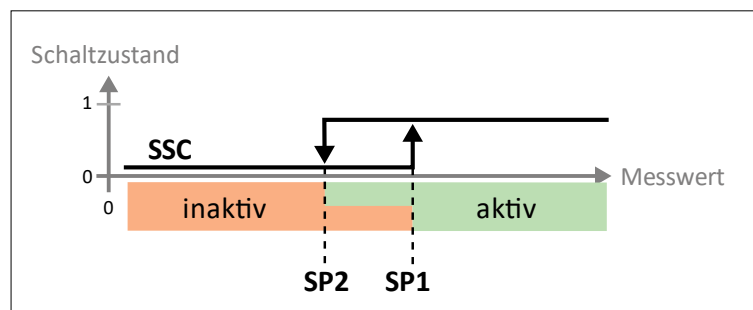 Schaltzustand
1
SSC
0
Messwert
0
inaktiv
aktiv
SP2
SP1